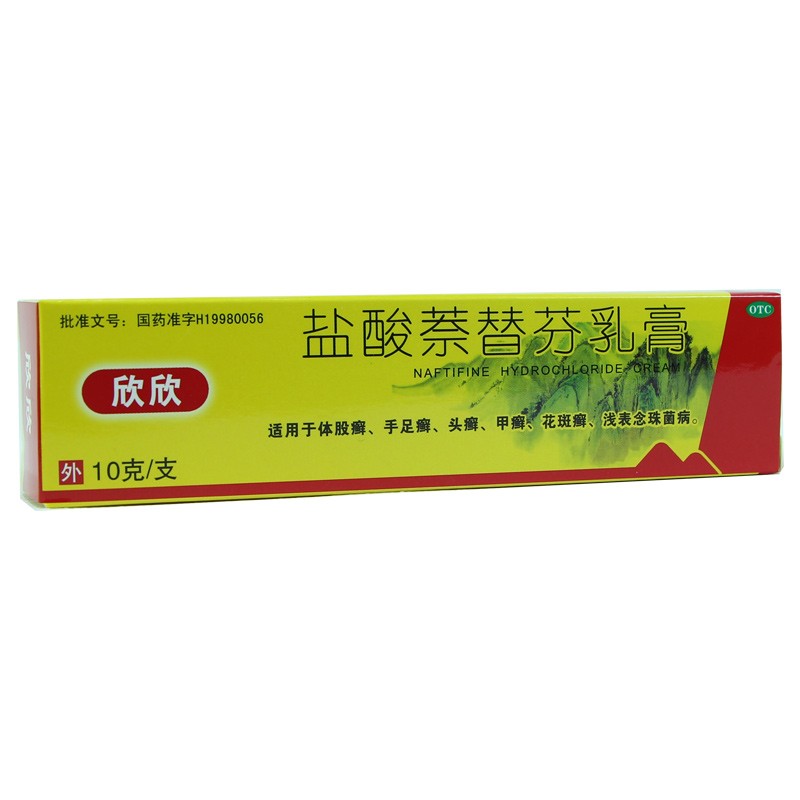 批准文号：国药准字H19980056
盐酸萘替芬乳膏
OTC
NAFTIFINE HYDROCHLORIDE CREAM
欣欣
欣欣
适用于体股癣、手足癣、头癣、甲癣、花斑癣、浅表念珠菌病。
外 10克/支